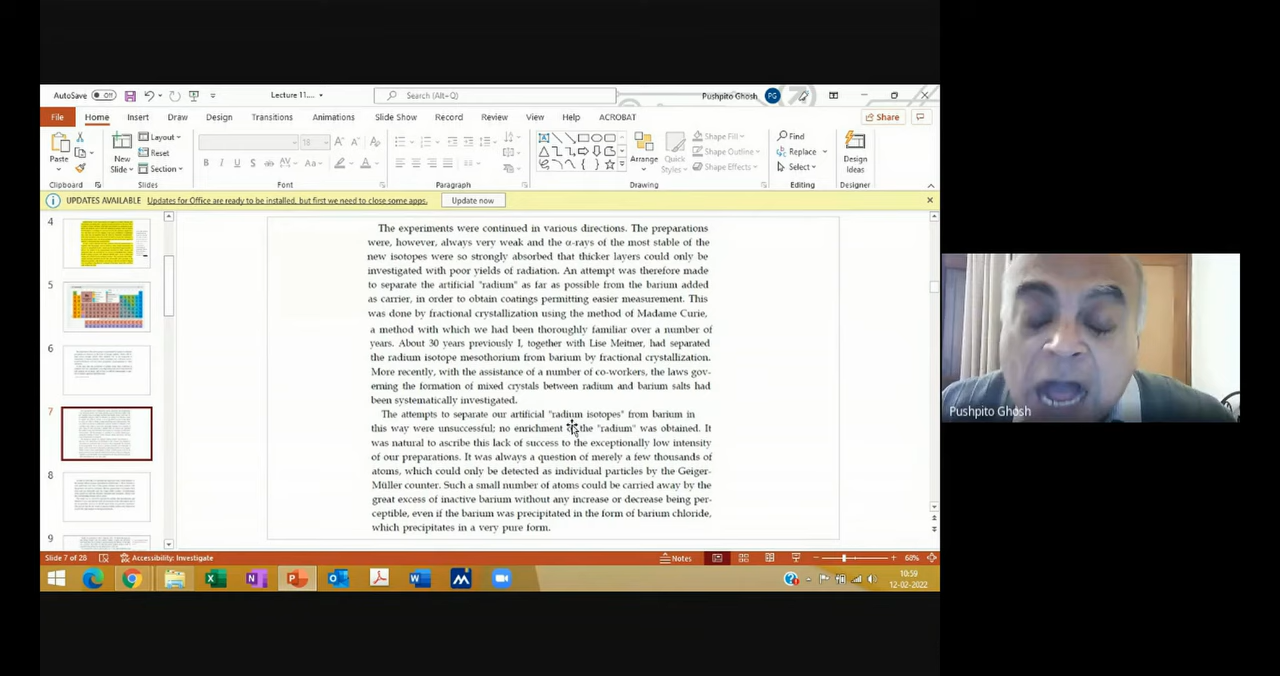 AutoSave Off
Lecture 11....
Search (Alt+Q)
Pushpito Ghosh PG
File Home Insert Draw Design Transitions Animations Slide Show Record Review View Help ACROBAT
Share
Paste
New
Slide
Layout
Reset
Section
18
B I U S
Aa
Arrange
Quick
Styles
Shape Fill
Shape Outline
Shape Effects
Find
Replace
Select
Design
Ideas
Clipboard Slides Font Paragraph Drawing Editing Designer
UPDATES AVAILABLE Updates for Office are ready to be installed, but first we need to close some apps. Update now
4
5
6
7
8
9
The experiments were continued in various directions. The preparations
were, however, always very weak and the α-rays of the most stable of the
new isotopes were so strongly absorbed that thicker layers could only be
investigated with poor yields of radiation. An attempt was therefore made
to separate the artificial "radium" as far as possible from the barium added
as carrier, in order to obtain coatings permitting easier measurement. This
was done by fractional crystallization using the method of Madame Curie,
a method with which we had been thoroughly familiar over a number of
years. About 30 years previously I, together with Lise Meitner, had separated
the radium isotope mesothorium from barium by fractional crystallization.
More recently, with the assistance of a number of co-workers, the laws gov-
erning the formation of mixed crystals between radium and barium salts had
been systematically investigated.
The attempts to separate our artificial "radium isotopes" from barium in
this way were unsuccessful; no enrichment the "radium" was obtained. It
was natural to ascribe this lack of success to the exceptionally low intensity
of our preparations. It was always a question of merely a few thousands of
atoms, which could only be detected as individual particles by the Geiger-
Müller counter. Such a small number of atoms could be carried away by the
great excess of inactive barium without any increase or decrease being per-
ceptible, even if the barium was precipitated in the form of barium chloride,
which precipitates in a very pure form.
Pushpito Ghosh
Slide 7 of 28
Accessibility: Investigate
Notes
68%
10:59
12-02-2022